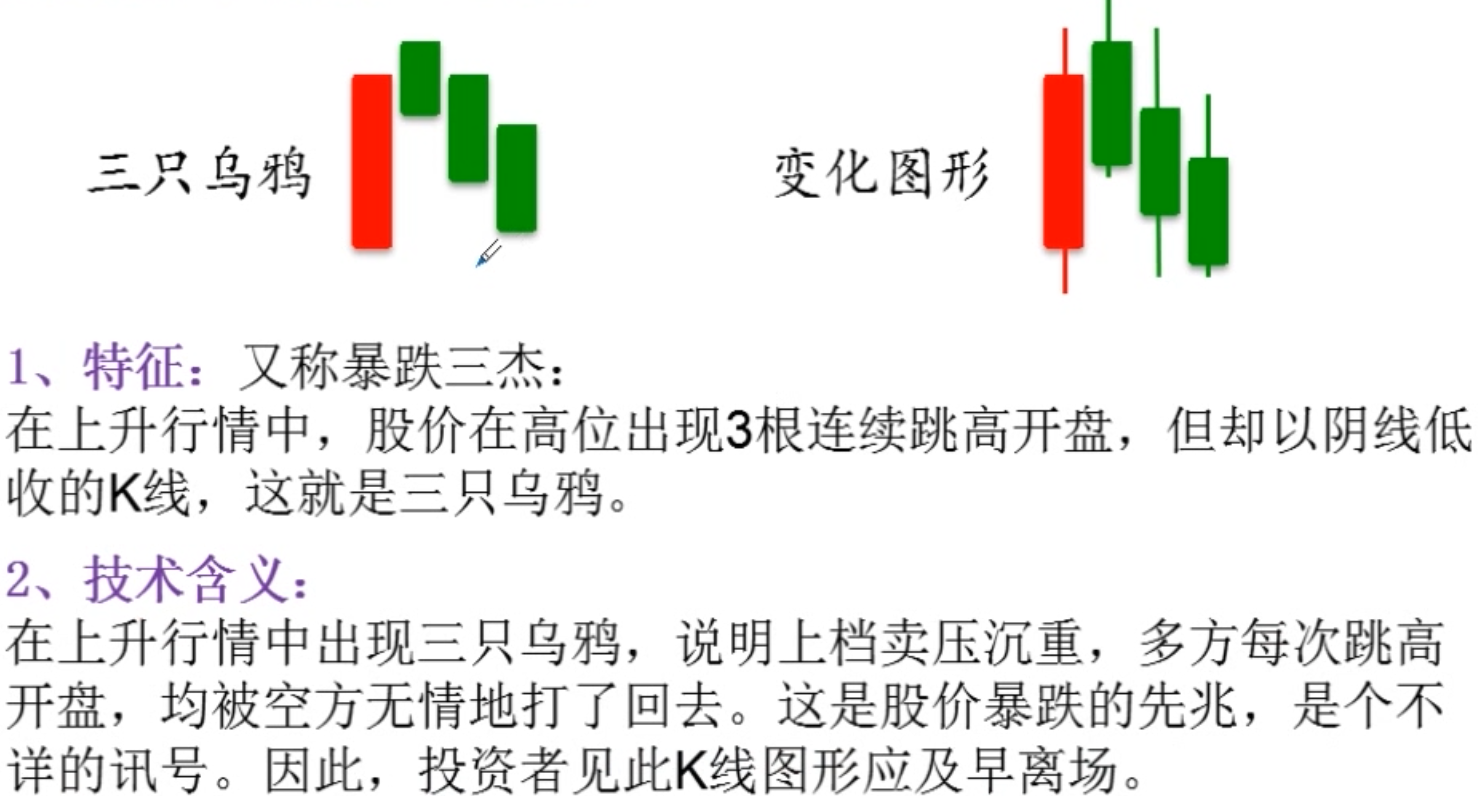 三只乌鸦
变化图形
1、特征：又称暴跌三杰：
在上升行情中，股价在高位出现3根连续跳高开盘，但却以阴线低
收的K线，这就是三只乌鸦。
2、技术含义：
在上升行情中出现三只乌鸦，说明上档卖压沉重，多方每次跳高
开盘，均被空方无情地打了回去。这是股价暴跌的先兆，是个不
详的讯号。因此，投资者见此K线图形应及早离场。